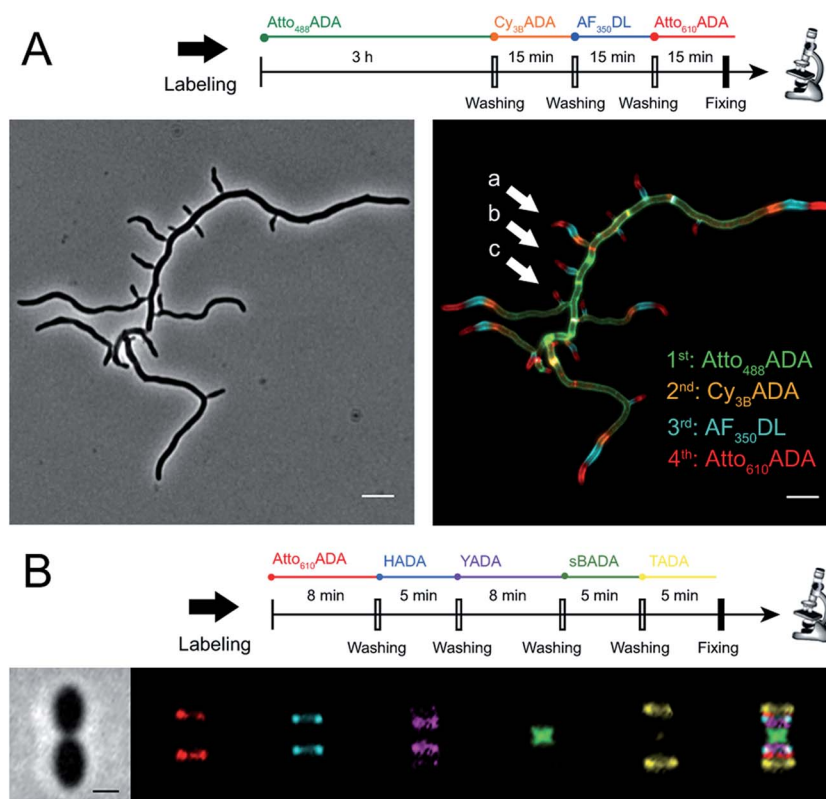 A
Atto488ADA Cy3BADA AF350DL Atto610ADA
3 h 15 min 15 min 15 min
Labeling
Washing Washing Washing Fixing
a
b
c
1st: Atto488ADA
2nd: Cy3BADA
3rd: AF350DL
4th: Atto610ADA
B
Atto610ADA HADA YADA sBADA TADA
8 min 5 min 8 min 5 min 5 min
Labeling
Washing Washing Washing Washing Fixing